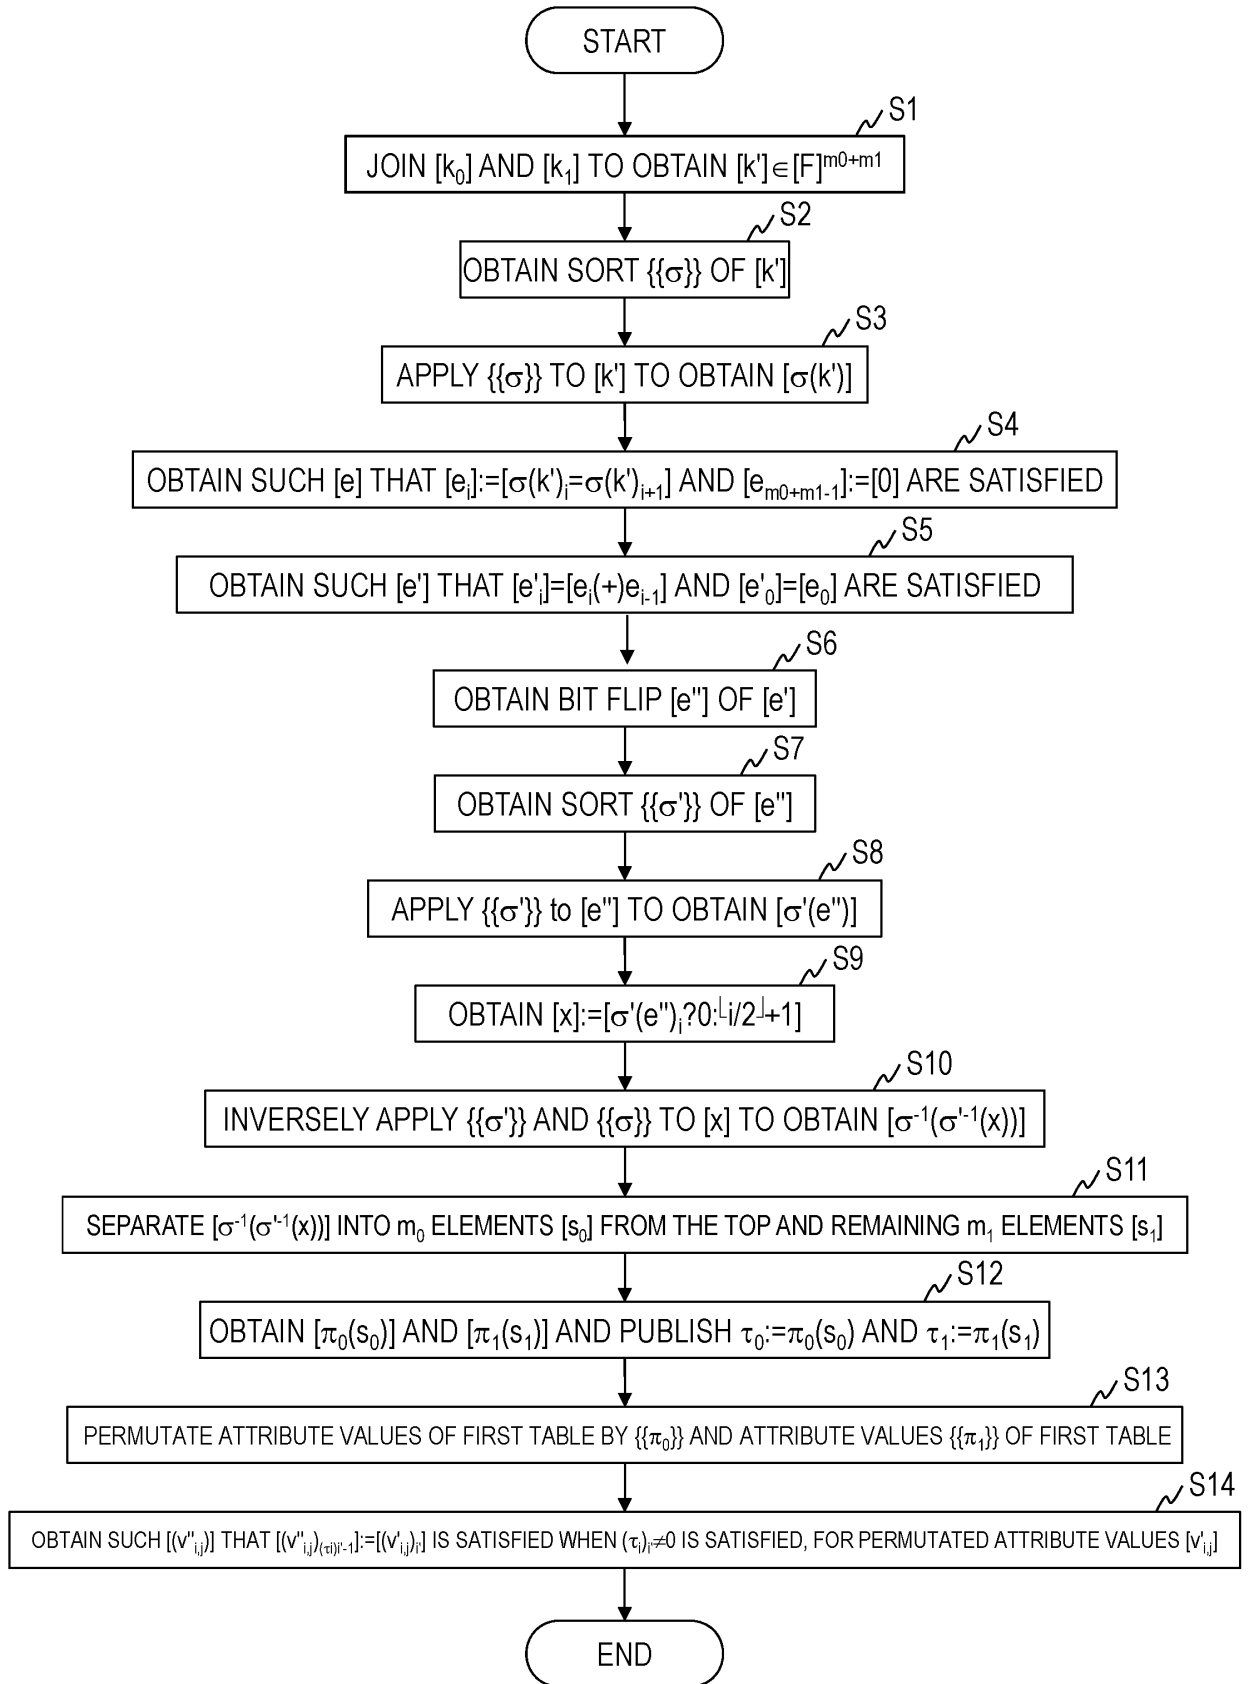 START
S1
JOIN [k₀] AND [k₁] TO OBTAIN [k']∈[F]ᵐ⁰⁺ᵐ¹
S2
OBTAIN SORT {{σ}} OF [k']
S3
APPLY {{σ}} TO [k'] TO OBTAIN [σ(k')]
S4
OBTAIN SUCH [e] THAT [eᵢ]:=[σ(k')ᵢ=σ(k')ᵢ₊₁] AND [eₘ₀₊ₘ₁₋₁]:=[0] ARE SATISFIED
S5
OBTAIN SUCH [e'] THAT [e'ᵢ]=[eᵢ(+)eᵢ₋₁] AND [e'₀]=[e₀] ARE SATISFIED
S6
OBTAIN BIT FLIP [e"] OF [e']
S7
OBTAIN SORT {{σ'}} OF [e"]
S8
APPLY {{σ'}} to [e"] TO OBTAIN [σ'(e")]
S9
OBTAIN [x]:=[σ'(e")ᵢ?0:⌊i/2⌋+1]
S10
INVERSELY APPLY {{σ'}} AND {{σ}} TO [x] TO OBTAIN [σ⁻¹(σ'⁻¹(x))]
S11
SEPARATE [σ⁻¹(σ'⁻¹(x))] INTO m₀ ELEMENTS [s₀] FROM THE TOP AND REMAINING m₁ ELEMENTS [s₁]
S12
OBTAIN [π₀(s₀)] AND [π₁(s₁)] AND PUBLISH τ₀:=π₀(s₀) AND τ₁:=π₁(s₁)
S13
PERMUTATE ATTRIBUTE VALUES OF FIRST TABLE BY {{π₀}} AND ATTRIBUTE VALUES {{π₁}} OF FIRST TABLE
S14
OBTAIN SUCH [(v"ᵢ,ⱼ)] THAT [(v"ᵢ,ⱼ)₍τᵢ₎ᵢ'₋₁]:=[(v'ᵢ,ⱼ)ᵢ'] IS SATISFIED WHEN (τᵢ)ᵢ'≠0 IS SATISFIED, FOR PERMUTATED ATTRIBUTE VALUES [v'ᵢ,ⱼ]
END